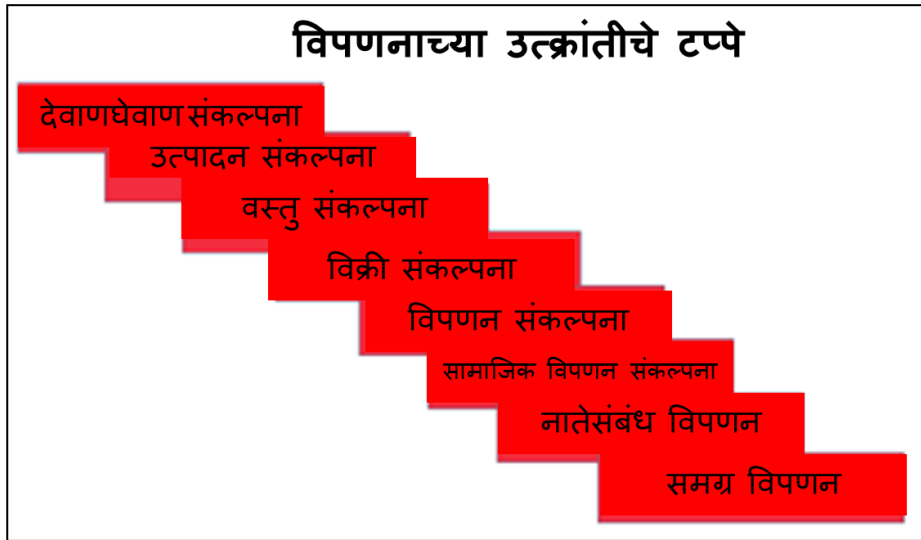 विपणनाच्या उत्क्रांतीचे टप्पे
देवाणघेवाण संकल्पना
उत्पादन संकल्पना
वस्तु संकल्पना
विक्री संकल्पना
विपणन संकल्पना
सामाजिक विपणन संकल्पना
नातेसंबंध विपणन
समग्र विपणन